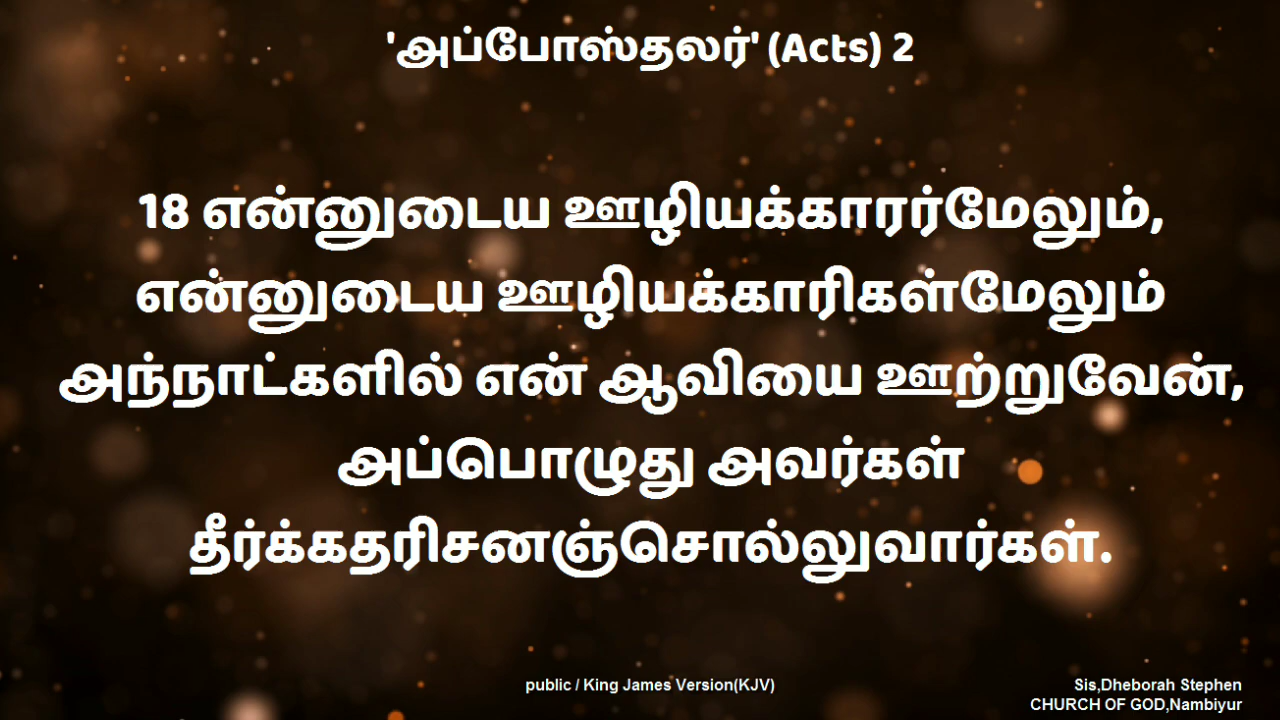 'அப்போஸ்தலர்' (Acts) 2
18 என்னுடைய ஊழியக்காரர்மேலும்,
என்னுடைய ஊழியக்காரிகள்மேலும்
அந்நாட்களில் என் ஆவியை ஊற்றுவேன்,
அப்பொழுது அவர்கள்
தீர்க்கதரிசனஞ்சொல்லுவார்கள்.
public / King James Version(KJV)
Sis,Dheborah Stephen
CHURCH OF GOD,Nambiyur